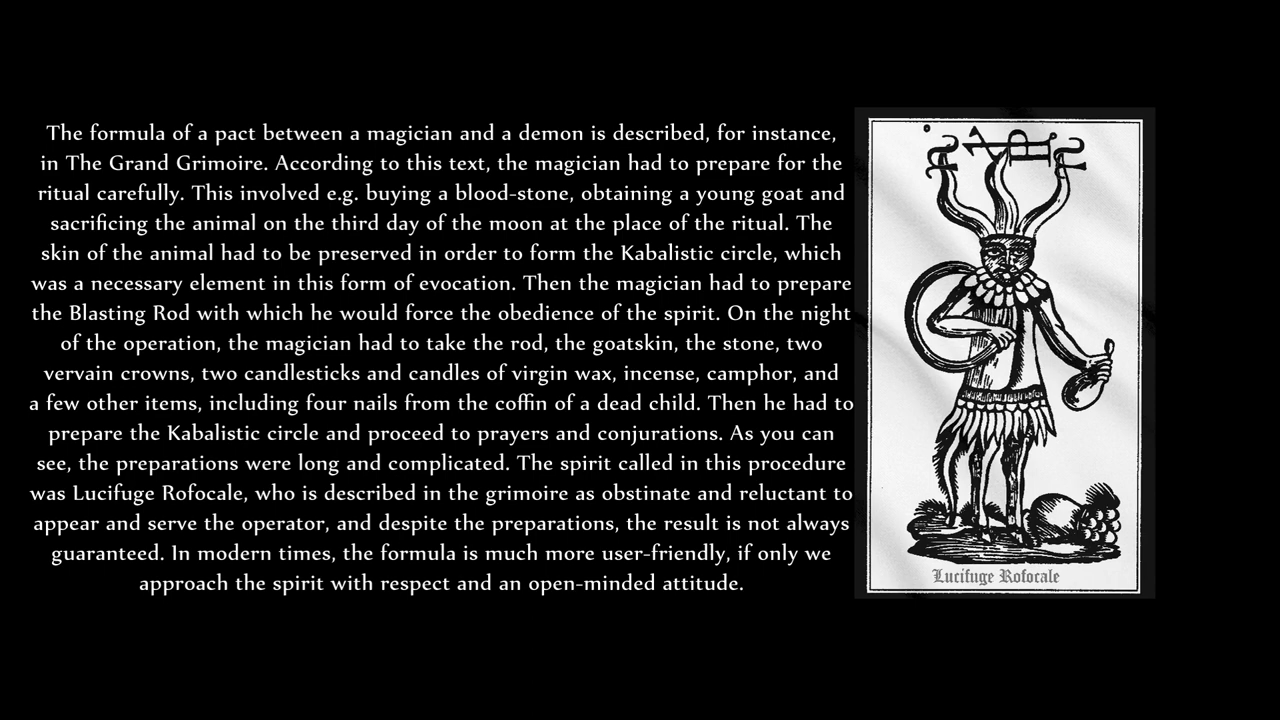 The formula of a pact between a magician and a demon is described, for instance,
in The Grand Grimoire. According to this text, the magician had to prepare for the
ritual carefully. This involved e.g. buying a blood-stone, obtaining a young goat and
sacrificing the animal on the third day of the moon at the place of the ritual. The
skin of the animal had to be preserved in order to form the Kabalistic circle, which
was a necessary element in this form of evocation. Then the magician had to prepare
the Blasting Rod with which he would force the obedience of the spirit. On the night
of the operation, the magician had to take the rod, the goatskin, the stone, two
vervain crowns, two candlesticks and candles of virgin wax, incense, camphor, and
a few other items, including four nails from the coffin of a dead child. Then he had to
prepare the Kabalistic circle and proceed to prayers and conjurations. As you can
see, the preparations were long and complicated. The spirit called in this procedure
was Lucifuge Rofocale, who is described in the grimoire as obstinate and reluctant to
appear and serve the operator, and despite the preparations, the result is not always
guaranteed. In modern times, the formula is much more user-friendly, if only we
approach the spirit with respect and an open-minded attitude.
Lucifuge Rofocale